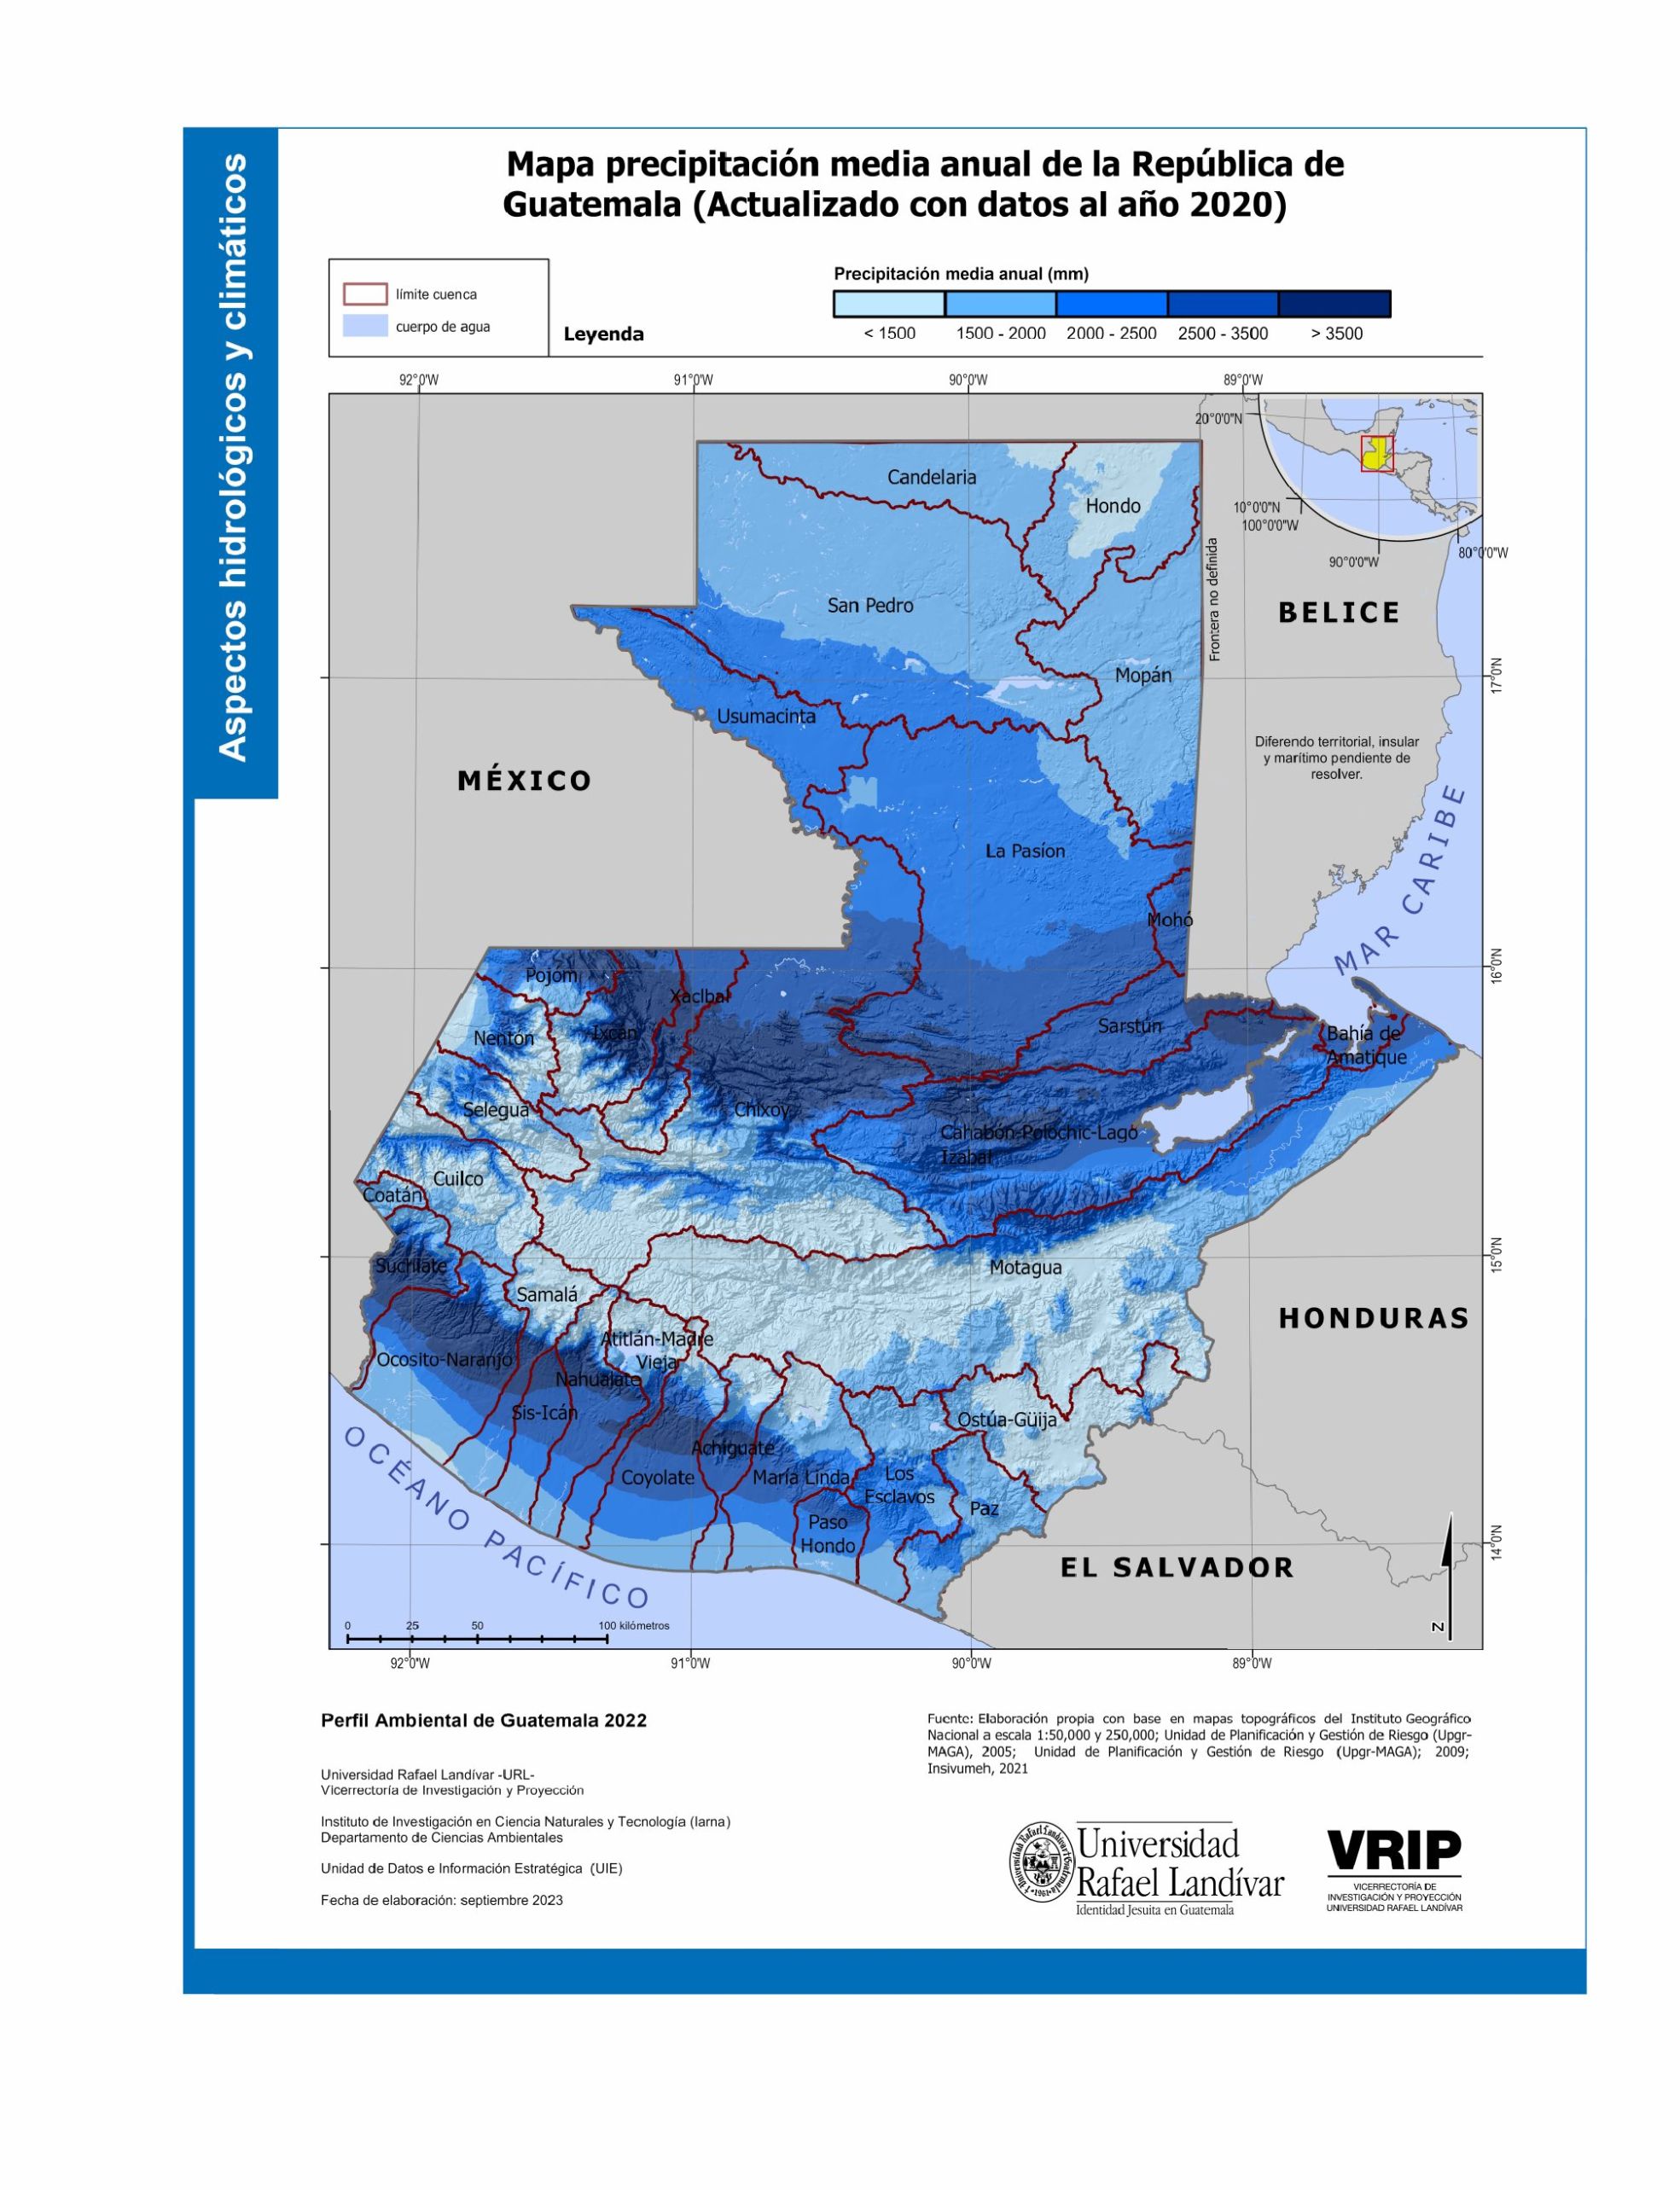 Aspectos hidrológicos y climáticos
Mapa precipitación media anual de la República de
Guatemala (Actualizado con datos al año 2020)
límite cuenca
cuerpo de agua
Leyenda
Precipitación media anual (mm)
< 1500
1500 - 2000
2000 - 2500
2500 - 3500
> 3500
92°0'W
91°0'W
90°0'W
89°0'W
20°0'0"N
10°0'0"N
100°0'0"W
90°0'0"W
80°0'0"W
Candelaria
Hondo
San Pedro
Frontera no definida
BELICE
Mopán
17°0'N
Usumacinta
Diferendo territorial, insular
y marítimo pendiente de
resolver.
MÉXICO
MAR CARIBE
La Pasíon
Mohó
16°0'N
Pojom
Xaclbal
Nentón
Ixcán
Sarstún
Bahía de
Amatique
Selegua
Chixoy
Cahabón-Polochic-Lago
Izabal
Cuilco
Coatán
15°0'N
Suchiate
Motagua
Samalá
HONDURAS
Atitlán-Madre
Vieja
Ocosito-Naranjo
Nahualate
Sis-Icán
Ostúa-Güija
Achiguate
Coyolate
María Linda
Los
Esclavos
Paz
Paso
Hondo
14°0'N
OCÉANO PACÍFICO
EL SALVADOR
0
25
50
100 kilómetros
N
92°0'W
91°0'W
90°0'W
89°0'W
Perfil Ambiental de Guatemala 2022
Universidad Rafael Landívar -URL-
Vicerrectoría de Investigación y Proyección
Instituto de Investigación en Ciencia Naturales y Tecnología (Iarna)
Departamento de Ciencias Ambientales
Unidad de Datos e Información Estratégica (UIE)
Fecha de elaboración: septiembre 2023
Fuente: Elaboración propia con base en mapas topográficos del Instituto Geográfico
Nacional a escala 1:50,000 y 250,000; Unidad de Planificación y Gestión de Riesgo (Upgr-
MAGA), 2005; Unidad de Planificación y Gestión de Riesgo (Upgr-MAGA); 2009;
Insivumeh, 2021
Universidad
Rafael Landívar
Identidad Jesuita en Guatemala
VRIP
VICERRECTORÍA DE
INVESTIGACIÓN Y PROYECCIÓN
UNIVERSIDAD RAFAEL LANDÍVAR